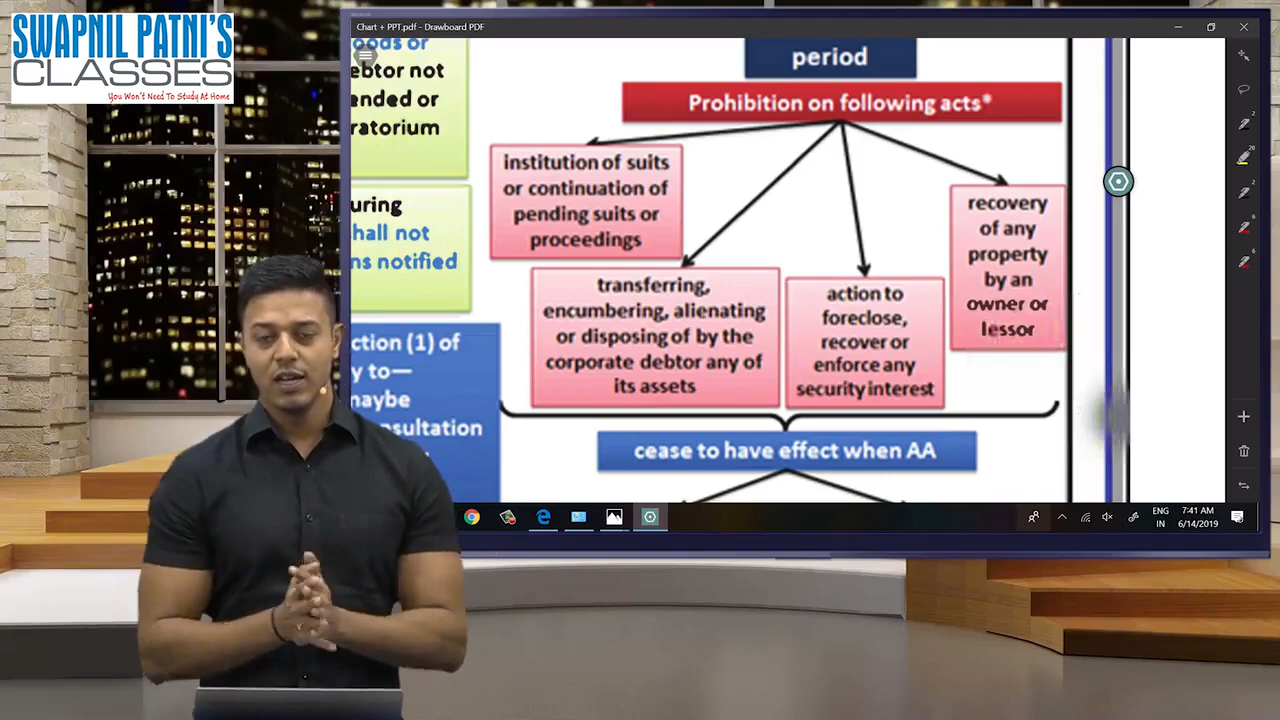 SWAPNIL PATNI'S
CLASSES
You Won't Need To Study At Home
Chart + PPT.pdf - Drawboard PDF
oods or
ebtor not
ended or
ratorium
uring
hall not
ns notified
ction (1) of
y to—
maybe
nsultation
period
Prohibition on following acts*
institution of suits
or continuation of
pending suits or
proceedings
transferring,
encumbering, alienating
or disposing of by the
corporate debtor any of
its assets
action to
foreclose,
recover or
enforce any
security interest
recovery
of any
property
by an
owner or
lessor
cease to have effect when AA
ENG
IN
7:41 AM
6/14/2019